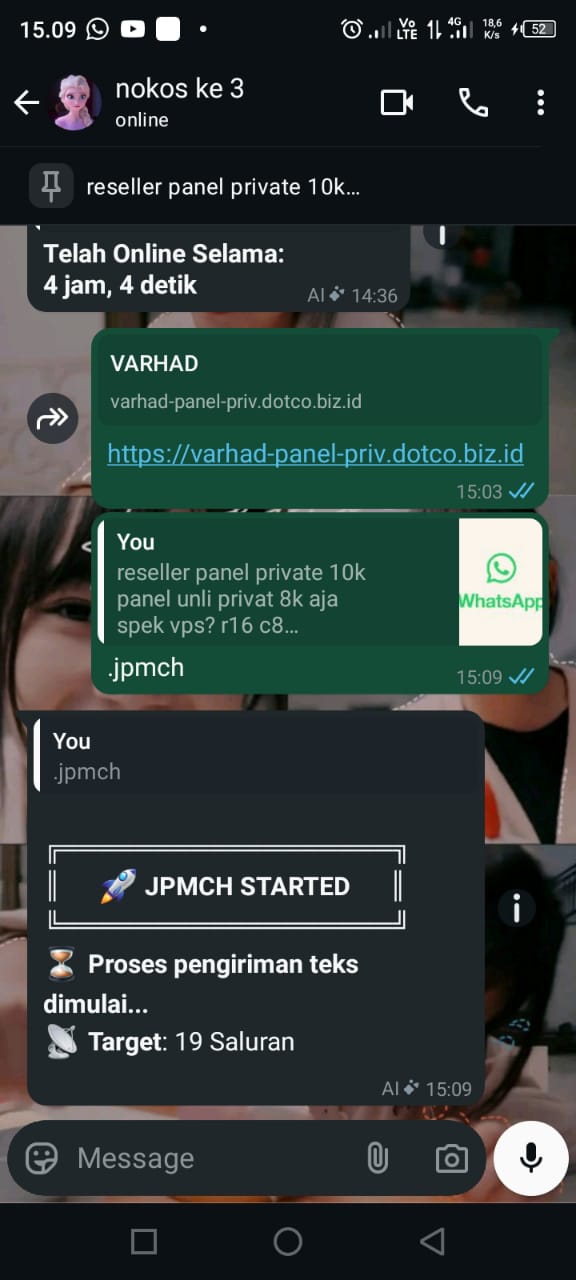 15.09
Vo
LTE
4G
18,6
K/s
52
nokos ke 3
online
reseller panel private 10k...
Telah Online Selama:
4 jam, 4 detik
AI 14:36
VARHAD
varhad-panel-priv.dotco.biz.id
https://varhad-panel-priv.dotco.biz.id
15:03
You
reseller panel private 10k
panel unli privat 8k aja
spek vps? r16 c8...
WhatsApp
.jpmch
15:09
You
.jpmch
🚀 JPMCH STARTED
⏳ Proses pengiriman teks
dimulai...
📡 Target: 19 Saluran
AI 15:09
Message